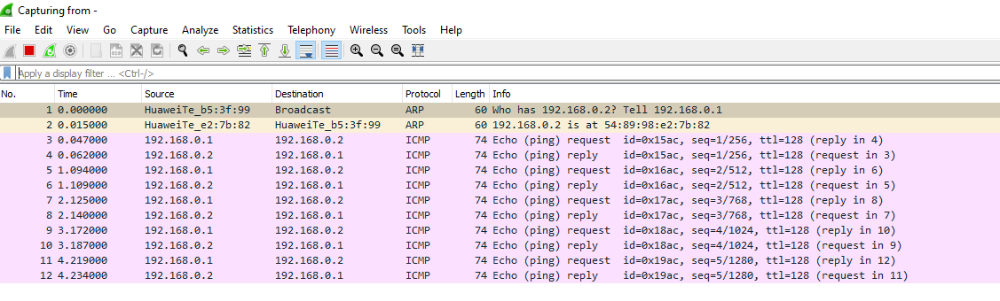 Capturing from -
File Edit View Go Capture Analyze Statistics Telephony Wireless Tools Help
Apply a display filter ... <Ctrl-/>
No. Time Source Destination Protocol Length Info
1 0.000000 HuaweiTe_b5:3f:99 Broadcast ARP 60 Who has 192.168.0.2? Tell 192.168.0.1
2 0.015000 HuaweiTe_e2:7b:82 HuaweiTe_b5:3f:99 ARP 60 192.168.0.2 is at 54:89:98:e2:7b:82
3 0.047000 192.168.0.1 192.168.0.2 ICMP 74 Echo (ping) request id=0x15ac, seq=1/256, ttl=128 (reply in 4)
4 0.062000 192.168.0.2 192.168.0.1 ICMP 74 Echo (ping) reply id=0x15ac, seq=1/256, ttl=128 (request in 3)
5 1.094000 192.168.0.1 192.168.0.2 ICMP 74 Echo (ping) request id=0x16ac, seq=2/512, ttl=128 (reply in 6)
6 1.109000 192.168.0.2 192.168.0.1 ICMP 74 Echo (ping) reply id=0x16ac, seq=2/512, ttl=128 (request in 5)
7 2.125000 192.168.0.1 192.168.0.2 ICMP 74 Echo (ping) request id=0x17ac, seq=3/768, ttl=128 (reply in 8)
8 2.140000 192.168.0.2 192.168.0.1 ICMP 74 Echo (ping) reply id=0x17ac, seq=3/768, ttl=128 (request in 7)
9 3.172000 192.168.0.1 192.168.0.2 ICMP 74 Echo (ping) request id=0x18ac, seq=4/1024, ttl=128 (reply in 10)
10 3.187000 192.168.0.2 192.168.0.1 ICMP 74 Echo (ping) reply id=0x18ac, seq=4/1024, ttl=128 (request in 9)
11 4.219000 192.168.0.1 192.168.0.2 ICMP 74 Echo (ping) request id=0x19ac, seq=5/1280, ttl=128 (reply in 12)
12 4.234000 192.168.0.2 192.168.0.1 ICMP 74 Echo (ping) reply id=0x19ac, seq=5/1280, ttl=128 (request in 11)